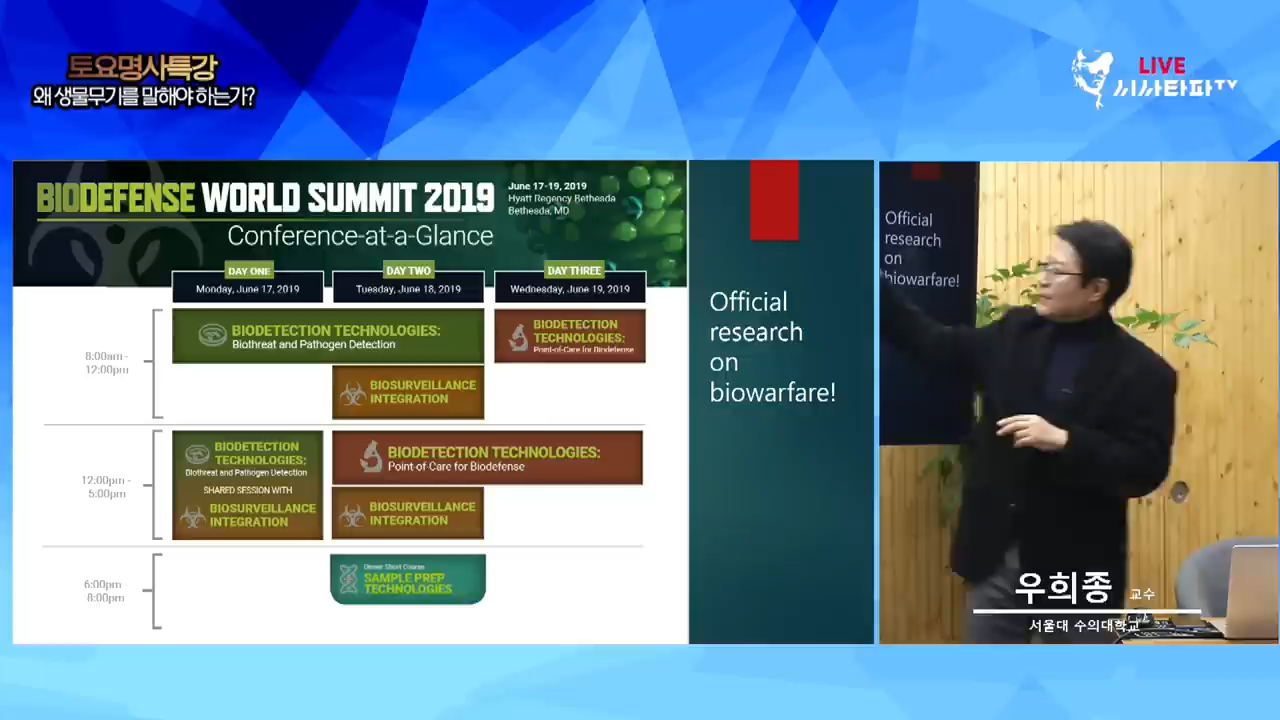 토요명사특강
왜 생물무기를 말해야 하는가?
LIVE
시사타파TV
BIODEFENSE WORLD SUMMIT 2019
Conference-at-a-Glance
June 17-19, 2019
Hyatt Regency Bethesda
Bethesda, MD
DAY ONE
Monday, June 17, 2019
DAY TWO
Tuesday, June 18, 2019
DAY THREE
Wednesday, June 19, 2019
8:00am -
12:00pm
BIODETECTION TECHNOLOGIES:
Biothreat and Pathogen Detection
BIODETECTION
TECHNOLOGIES:
Point-of-Care for Biodefense
BIOSURVEILLANCE
INTEGRATION
12:00pm -
5:00pm
BIODETECTION
TECHNOLOGIES:
Biothreat and Pathogen Detection
SHARED SESSION WITH
BIOSURVEILLANCE
INTEGRATION
BIODETECTION TECHNOLOGIES:
Point-of-Care for Biodefense
BIOSURVEILLANCE
INTEGRATION
6:00pm -
8:00pm
Dinner Short Course
SAMPLE PREP
TECHNOLOGIES
Official
research
on
biowarfare!
Official
research
on
biowarfare!
우희종 교수
서울대 수의대학교